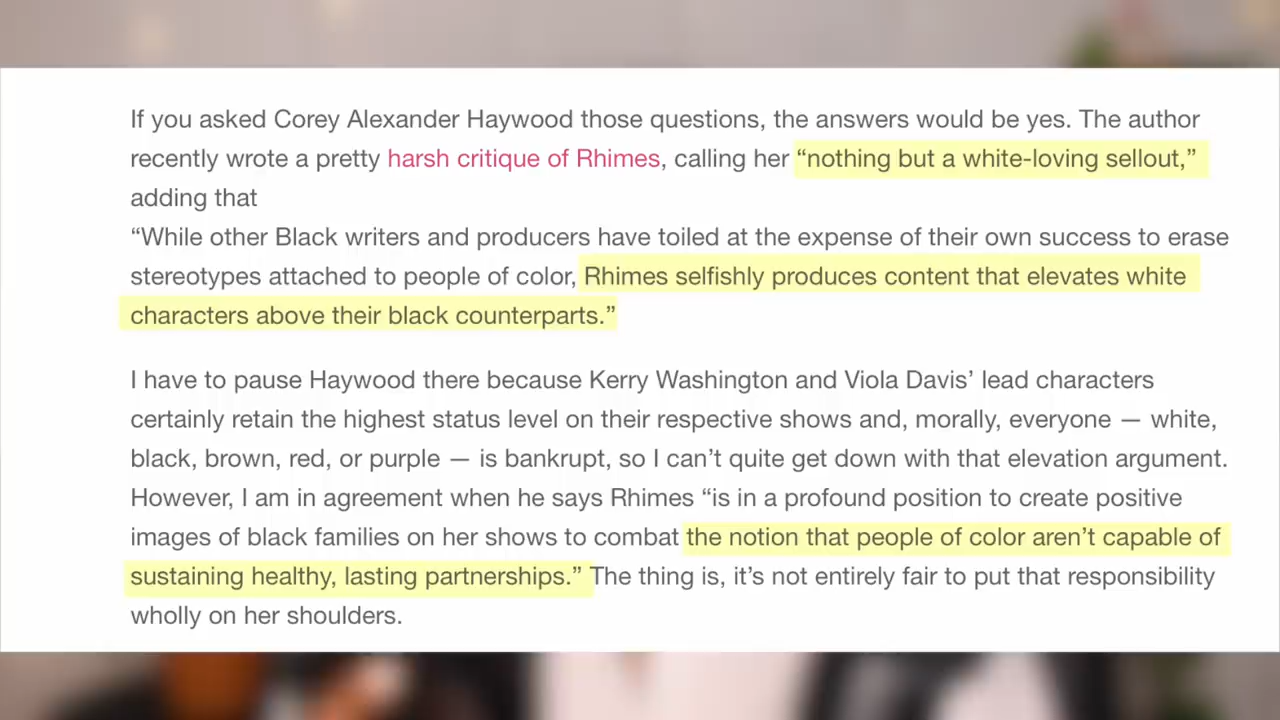 If you asked Corey Alexander Haywood those questions, the answers would be yes. The author
recently wrote a pretty harsh critique of Rhimes, calling her “nothing but a white-loving sellout,”
adding that
“While other Black writers and producers have toiled at the expense of their own success to erase
stereotypes attached to people of color, Rhimes selfishly produces content that elevates white
characters above their black counterparts.”
I have to pause Haywood there because Kerry Washington and Viola Davis’ lead characters
certainly retain the highest status level on their respective shows and, morally, everyone — white,
black, brown, red, or purple — is bankrupt, so I can’t quite get down with that elevation argument.
However, I am in agreement when he says Rhimes “is in a profound position to create positive
images of black families on her shows to combat the notion that people of color aren’t capable of
sustaining healthy, lasting partnerships.” The thing is, it’s not entirely fair to put that responsibility
wholly on her shoulders.